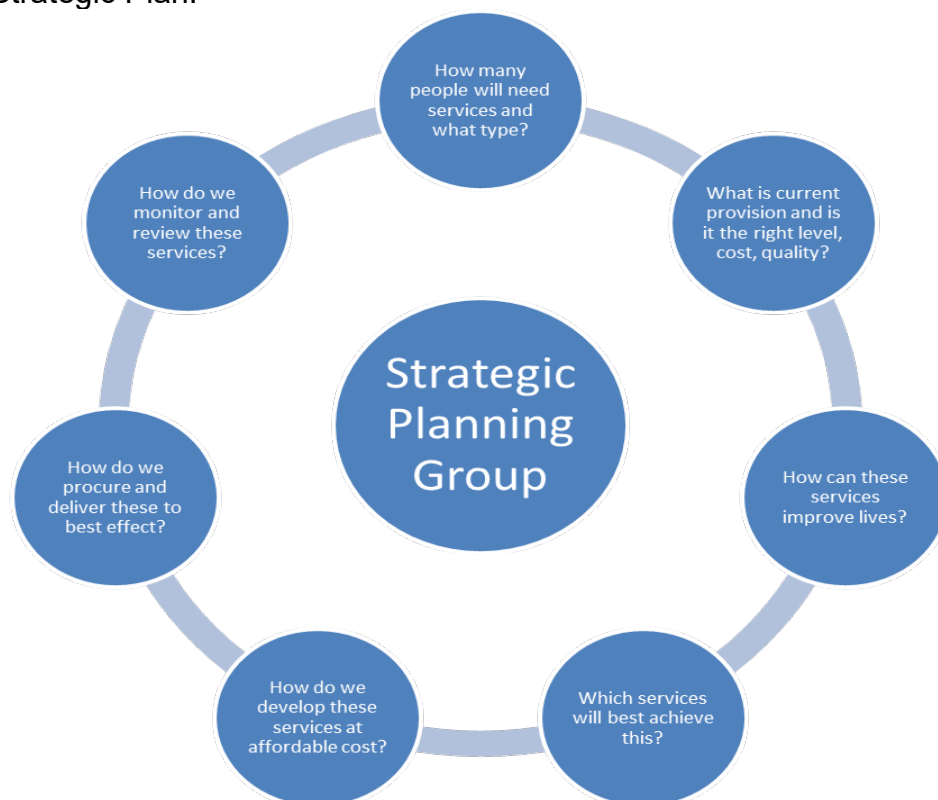 Strategic Plan.
How many
people will need
services and
what type?
What is current
provision and is
it the right level,
cost, quality?
How can these
services
improve lives?
Which services
will best achieve
this?
How do we
develop these
services at
affordable cost?
How do we
procure and
deliver these to
best effect?
How do we
monitor and
review these
services?
Strategic
Planning
Group